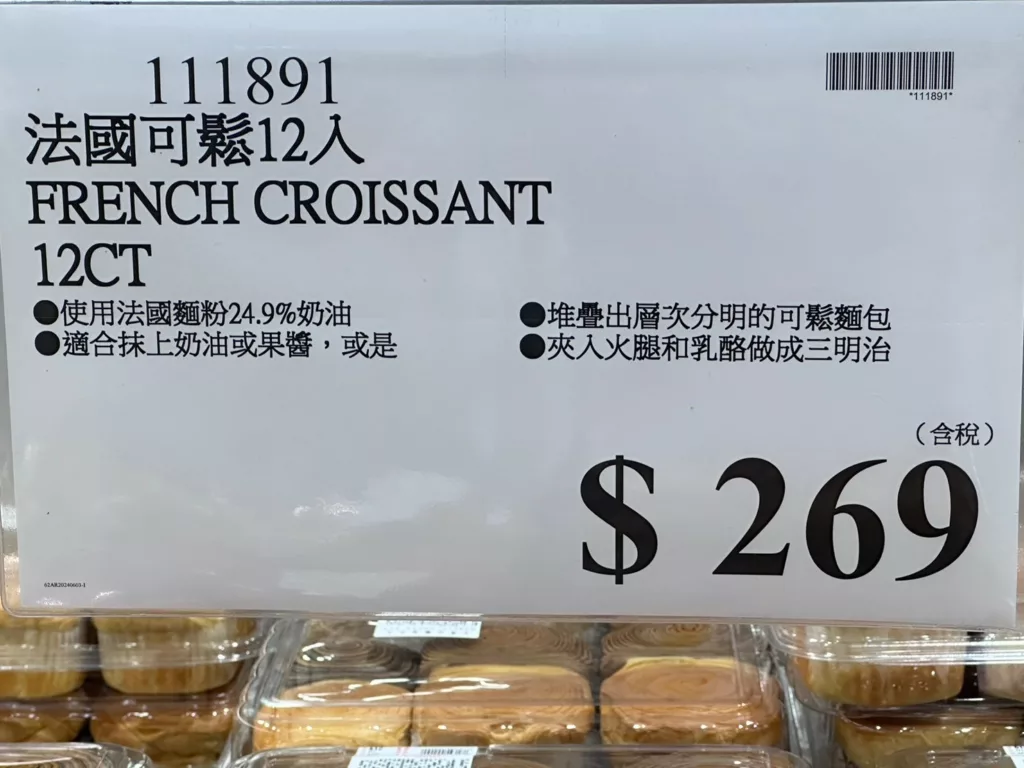 111891
*111891*
法國可鬆12入
FRENCH CROISSANT
12CT
●使用法國麵粉24.9%奶油
●堆疊出層次分明的可鬆麵包
●適合抹上奶油或果醬，或是
●夾入火腿和乳酪做成三明治
（含稅）
$ 269